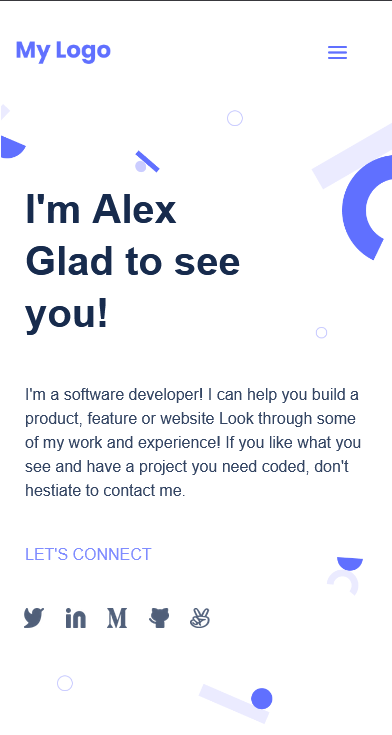 My Logo
I'm Alex
Glad to see
you!
I'm a software developer! I can help you build a
product, feature or website Look through some
of my work and experience! If you like what you
see and have a project you need coded, don't
hestiate to contact me.
LET'S CONNECT